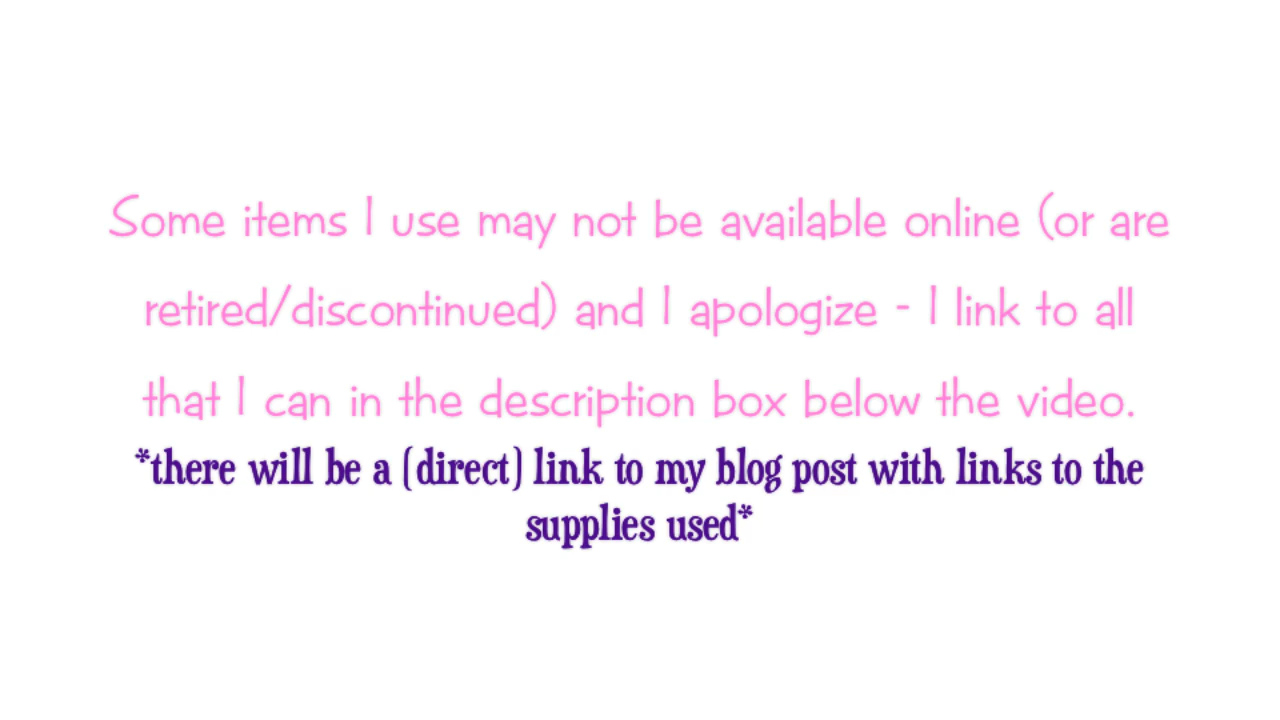 Some items I use may not be available online (or are
retired/discontinued) and I apologize - I link to all
that I can in the description box below the video.
*there will be a (direct) link to my blog post with links to the
supplies used*